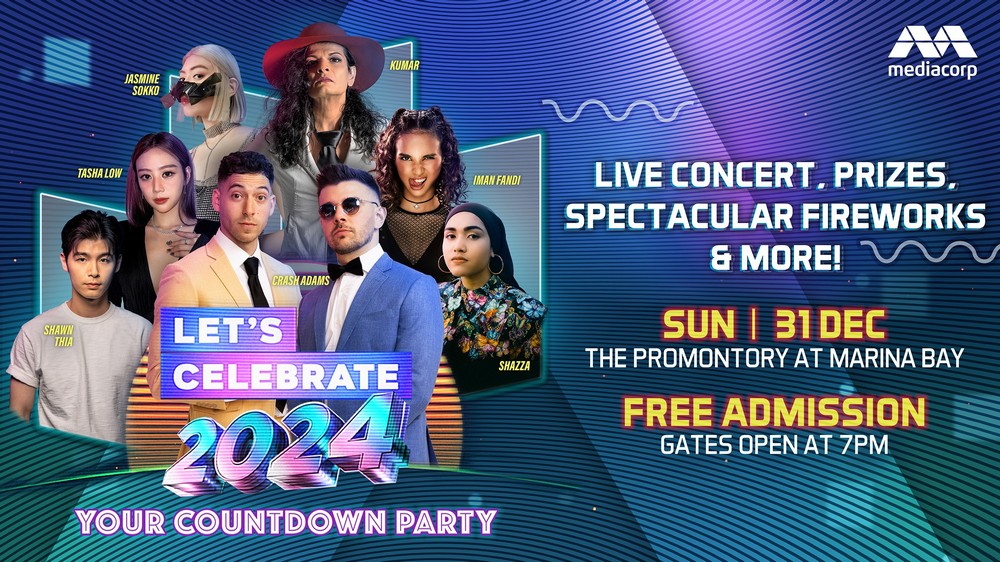 mediacorp
JASMINE
SOKKO
KUMAR
TASHA LOW
IMAN FANDI
CRASH ADAMS
SHAWN
THIA
SHAZZA
LET'S
CELEBRATE
2024
YOUR COUNTDOWN PARTY
LIVE CONCERT, PRIZES,
SPECTACULAR FIREWORKS
& MORE!
SUN | 31 DEC
THE PROMONTORY AT MARINA BAY
FREE ADMISSION
GATES OPEN AT 7PM